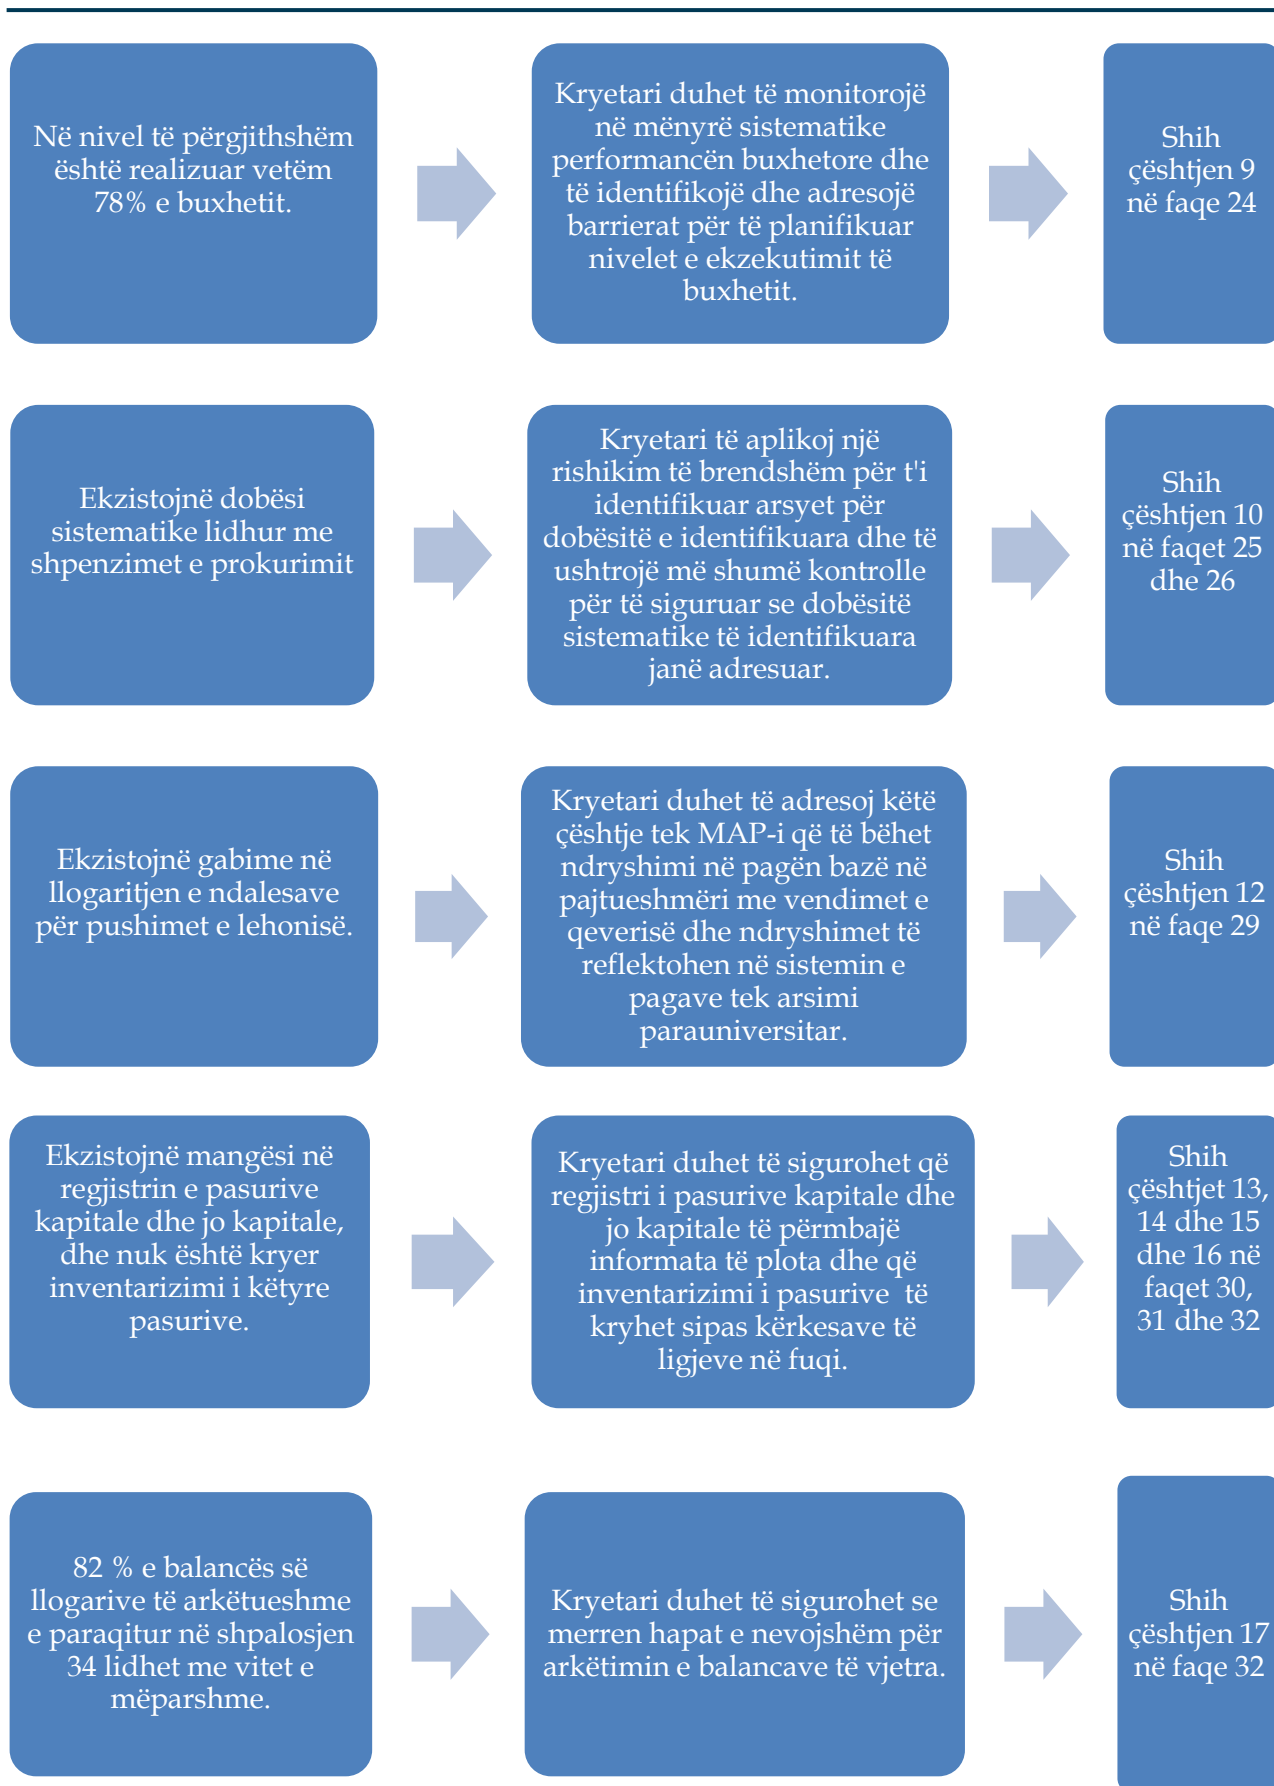 Në nivel të përgjithshëm
është realizuar vetëm
78% e buxhetit.
Kryetari duhet të monitorojë
në mënyrë sistematike
performancën buxhetore dhe
të identifikojë dhe adresojë
barrierat për të planifikuar
nivelet e ekzekutimit të
buxhetit.
Shih
çështjen 9
në faqe 24
Ekzistojnë dobësi
sistematike lidhur me
shpenzimet e prokurimit
Kryetari të aplikoj një
rishikim të brendshëm për t'i
identifikuar arsyet për
dobësitë e identifikuara dhe të
ushtrojë më shumë kontrolle
për të siguruar se dobësitë
sistematike të identifikuara
janë adresuar.
Shih
çështjen 10
në faqet 25
dhe 26
Ekzistojnë gabime në
llogaritjen e ndalesave
për pushimet e lehonisë.
Kryetari duhet të adresoj këtë
çështje tek MAP-i që të bëhet
ndryshimi në pagën bazë në
pajtueshmëri me vendimet e
qeverisë dhe ndryshimet të
reflektohen në sistemin e
pagave tek arsimi
parauniversitar.
Shih
çështjen 12
në faqe 29
Ekzistojnë mangësi në
regjistrin e pasurive
kapitale dhe jo kapitale,
dhe nuk është kryer
inventarizimi i këtyre
pasurive.
Kryetari duhet të sigurohet që
regjistri i pasurive kapitale dhe
jo kapitale të përmbajë
informata të plota dhe që
inventarizimi i pasurive  të
kryhet sipas kërkesave të
ligjeve në fuqi.
Shih
çështjet 13,
14 dhe 15
dhe 16 në
faqet 30,
31 dhe 32
82 % e balancës së
llogarive të arkëtueshme
e paraqitur në shpalosjen
34 lidhet me vitet e
mëparshme.
Kryetari duhet të sigurohet se
merren hapat e nevojshëm për
arkëtimin e balancave të vjetra.
Shih
çështjen 17
në faqe 32